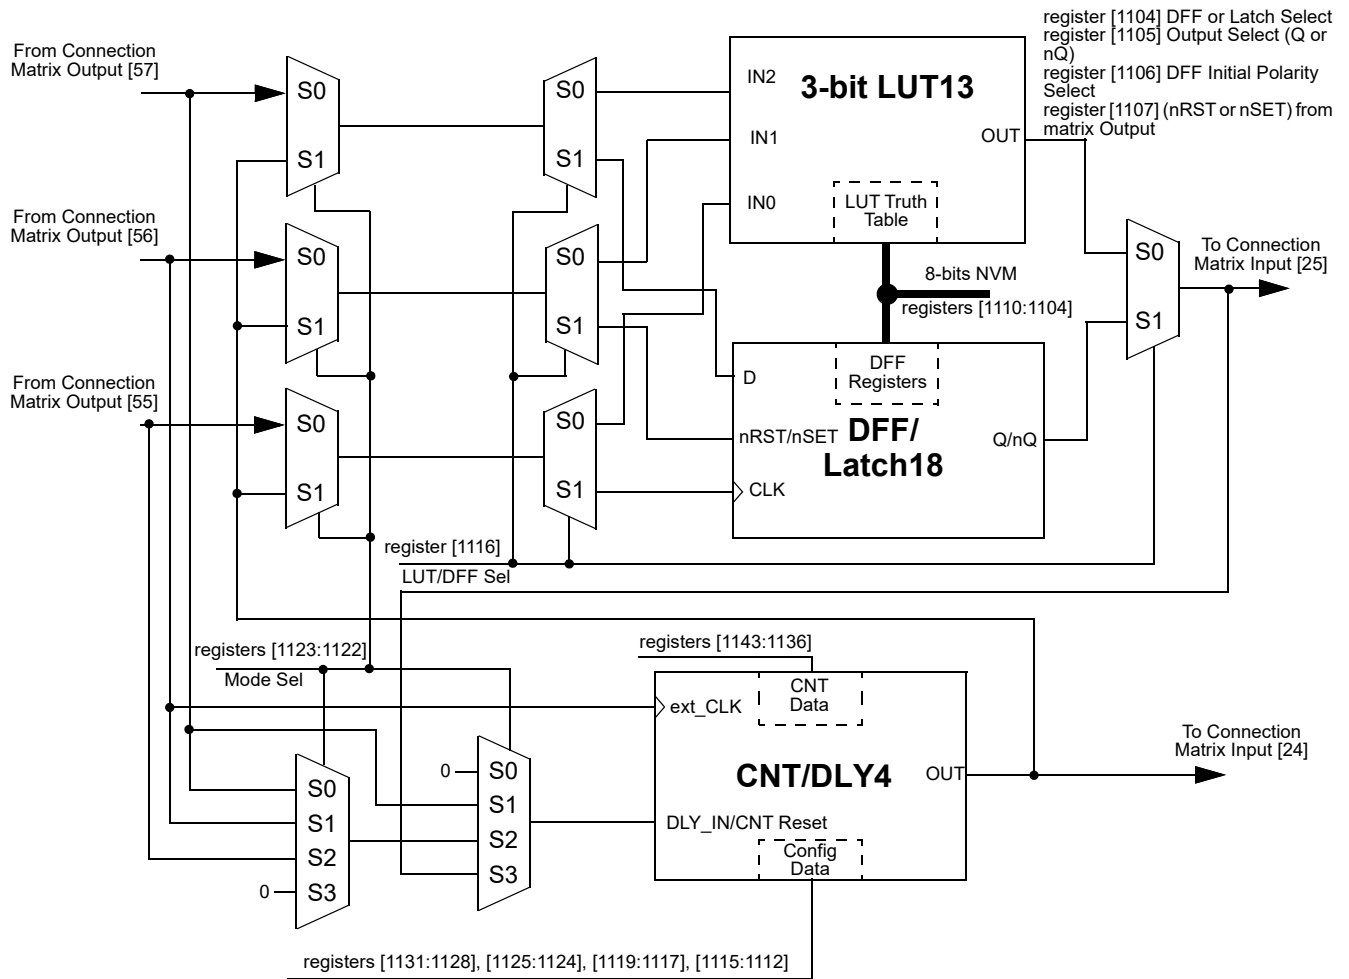 register [1104] DFF or Latch Select
register [1105] Output Select (Q or
nQ)
register [1106] DFF Initial Polarity
Select
register [1107] (nRST or nSET) from
matrix Output
From Connection
Matrix Output [57]
S0
S1
S0
S1
IN2
IN1
IN0
3-bit LUT13
OUT
LUT Truth
Table
From Connection
Matrix Output [56]
S0
S1
S0
S1
8-bits NVM
registers [1110:1104]
S0
S1
To Connection
Matrix Input [25]
From Connection
Matrix Output [55]
S0
S1
S0
S1
D
nRST/nSET
CLK
DFF
Registers
DFF/
Latch18
Q/nQ
register [1116]
LUT/DFF Sel
registers [1123:1122]
Mode Sel
registers [1143:1136]
ext_CLK
CNT
Data
CNT/DLY4
OUT
To Connection
Matrix Input [24]
DLY_IN/CNT Reset
Config
Data
S0
S1
S2
0
S3
0
S0
S1
S2
S3
registers [1131:1128], [1125:1124], [1119:1117], [1115:1112]